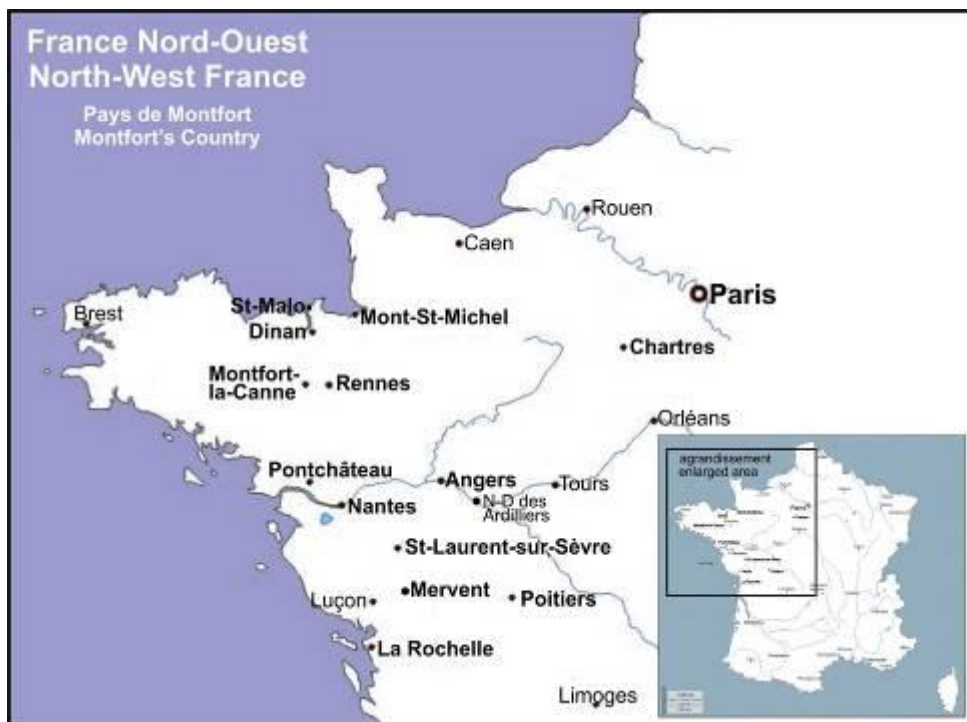 France Nord-Ouest
North-West France
Pays de Montfort
Montfort's Country
Rouen
Caen
Paris
St-Malo
Brest
Mont-St-Michel
Dinan
Chartres
Montfort-
la-Canne
Rennes
Orléans
agrandissement
enlarged area
Pontchâteau
Angers
Tours
N-D des
Ardilliers
Nantes
St-Laurent-sur-Sèvre
Mervent
Luçon
Poitiers
La Rochelle
Limoges
Paris